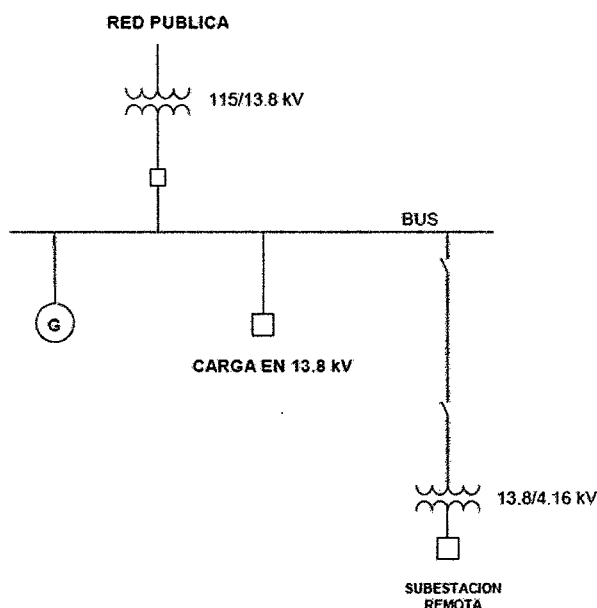 RED PUBLICA
115/13.8 kV
BUS
G
CARGA EN 13.8 kV
13.8/4.16 kV
SUBESTACION
REMOTA